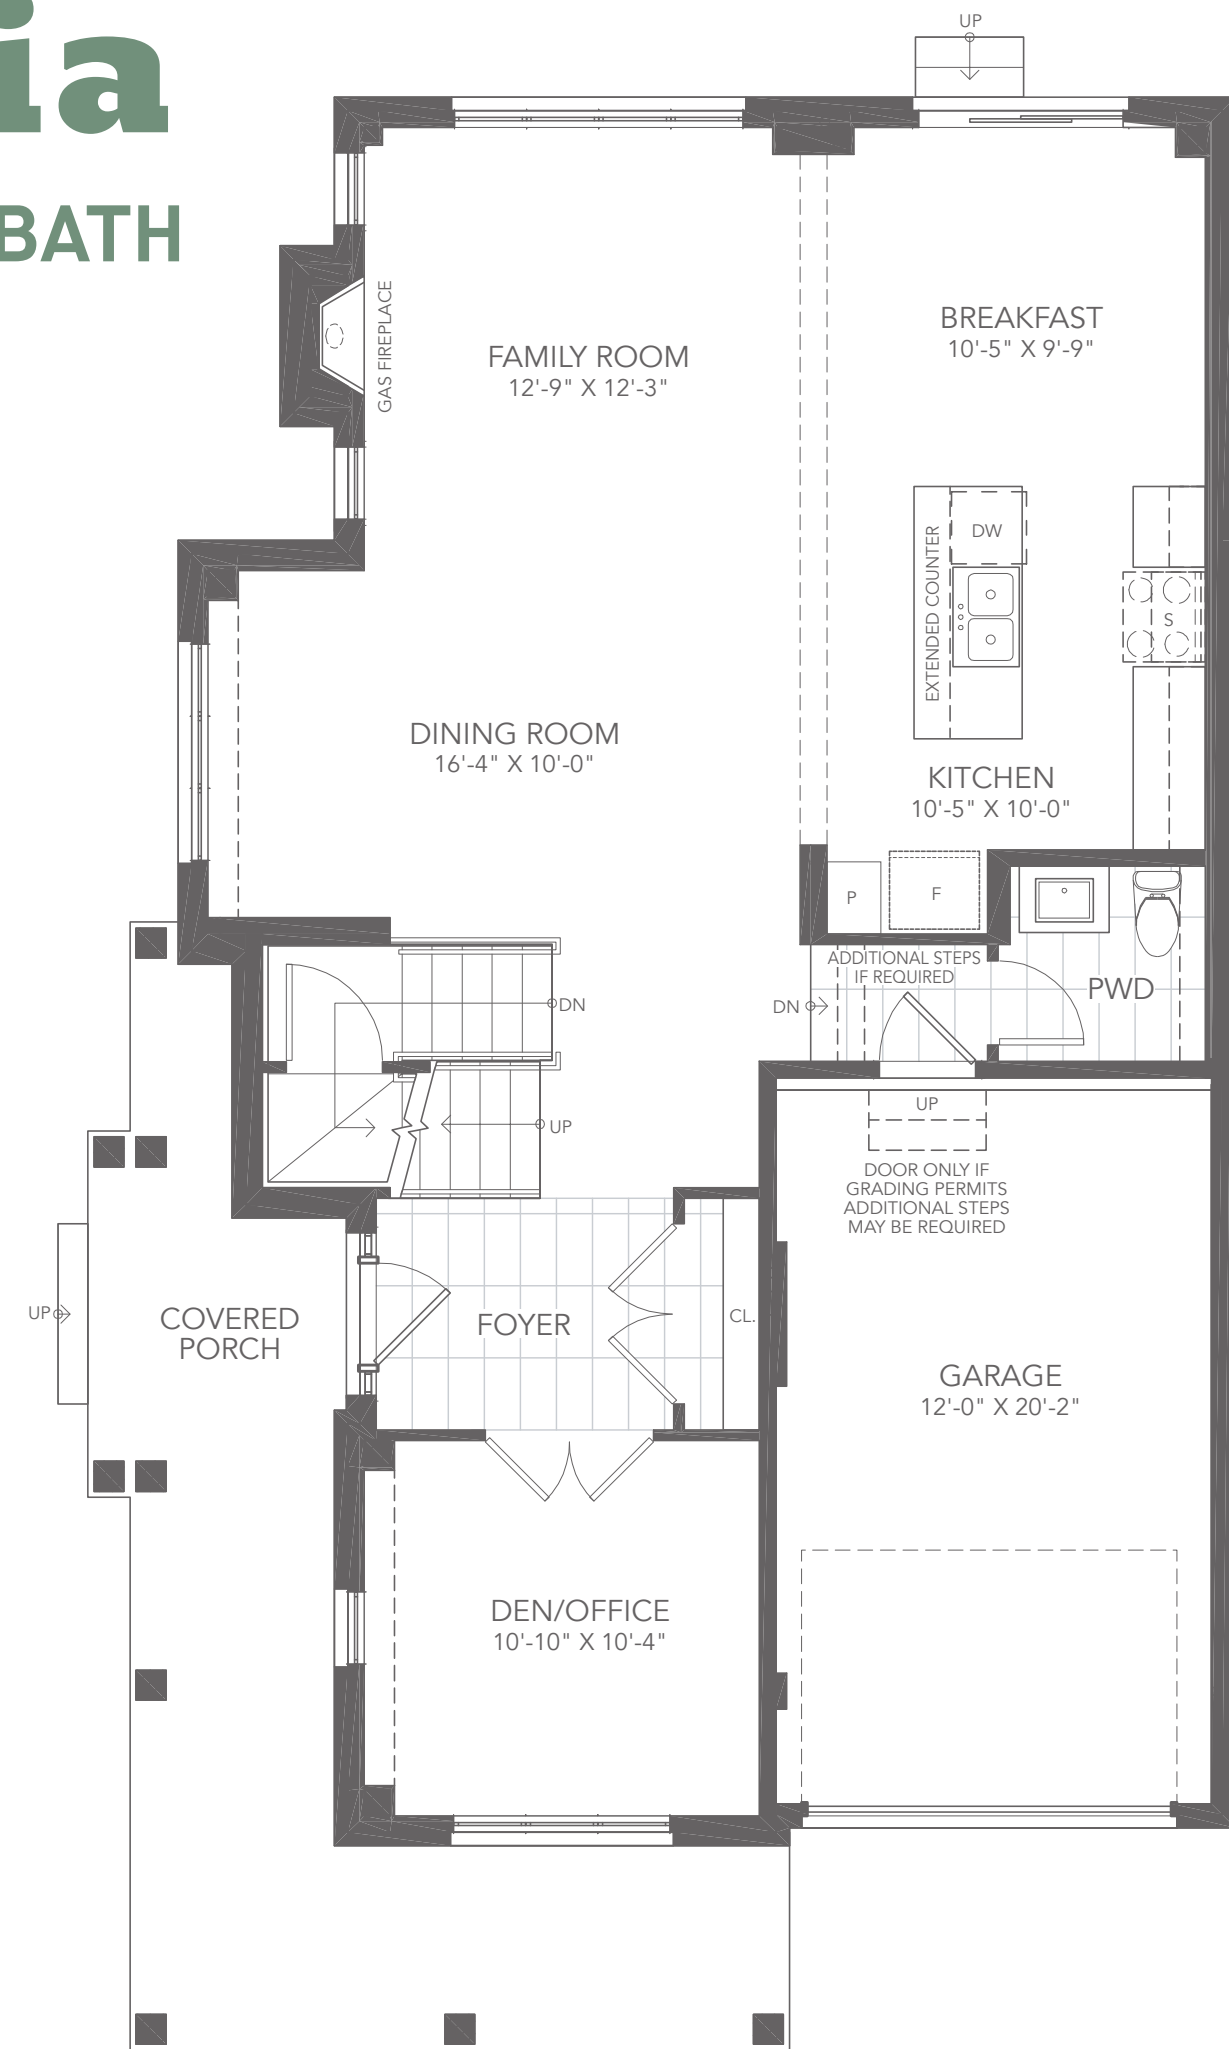 ia
BATH
UP
GAS FIREPLACE
FAMILY ROOM
12'-9" X 12'-3"
BREAKFAST
10'-5" X 9'-9"
EXTENDED COUNTER
DW
S
DINING ROOM
16'-4" X 10'-0"
KITCHEN
10'-5" X 10'-0"
P
F
ADDITIONAL STEPS
IF REQUIRED
PWD
DN
DN
UP
UP
DOOR ONLY IF
GRADING PERMITS
ADDITIONAL STEPS
MAY BE REQUIRED
UP
COVERED
PORCH
FOYER
CL.
GARAGE
12'-0" X 20'-2"
DEN/OFFICE
10'-10" X 10'-4"